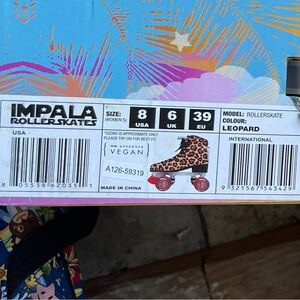 IMPALA
ROLLERSKATES
SIZE:
(WOMEN'S)
8
USA
6
UK
39
EU
MODEL: ROLLERSKATE
COLOUR:
LEOPARD
*SIZING IS APPROXIMATE ONLY.
PLEASE TRY ON FOR BEST FIT.
VEGAN
A126-59319
MADE IN CHINA
USA
INTERNATIONAL
9 321567 543429